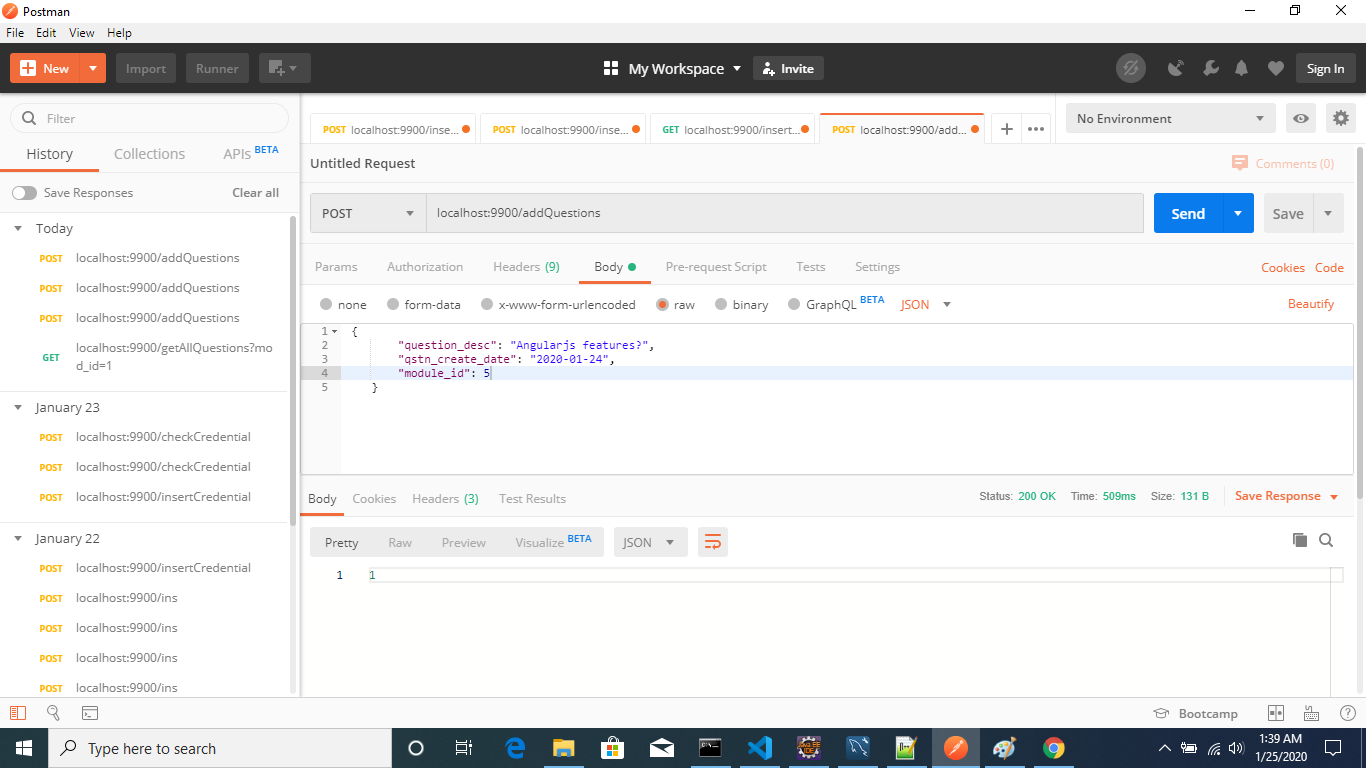 Postman
File Edit View Help
New Import Runner My Workspace Invite Sign In
Filter
History Collections APIs BETA
Save Responses Clear all
Today
POST localhost:9900/addQuestions
POST localhost:9900/addQuestions
POST localhost:9900/addQuestions
GET localhost:9900/getAllQuestions?mo
d_id=1
January 23
POST localhost:9900/checkCredential
POST localhost:9900/checkCredential
POST localhost:9900/insertCredential
January 22
POST localhost:9900/insertCredential
POST localhost:9900/ins
POST localhost:9900/ins
POST localhost:9900/ins
POST localhost:9900/ins
POST localhost:9900/inse... POST localhost:9900/inse... GET localhost:9900/insert... POST localhost:9900/add... No Environment
Untitled Request Comments (0)
POST localhost:9900/addQuestions Send Save
Params Authorization Headers (9) Body Pre-request Script Tests Settings Cookies Code
none form-data x-www-form-urlencoded raw binary GraphQL BETA JSON Beautify
1 {
2 "question_desc": "Angularjs features?",
3 "qstn_create_date": "2020-01-24",
4 "module_id": 5
5 }
Body Cookies Headers (3) Test Results Status: 200 OK Time: 509ms Size: 131 B Save Response
Pretty Raw Preview Visualize BETA JSON
1 1
Bootcamp
Type here to search
1:39 AM
1/25/2020